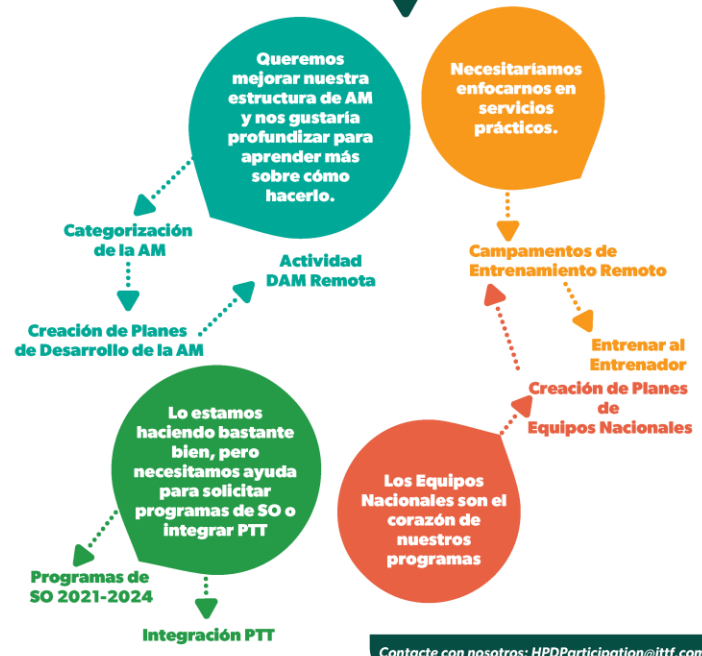 Queremos
mejorar nuestra
estructura de AM
y nos gustaría
profundizar para
aprender más
sobre cómo
hacerlo.
Necesitaríamos
enfocarnos en
servicios
prácticos.
Categorización
de la AM
Actividad
DAM Remota
Creación de Planes
de Desarrollo de la AM
Campamentos de
Entrenamiento Remoto
Entrenar al
Entrenador
Creación de Planes
de
Equipos Nacionales
Lo estamos
haciendo bastante
bien, pero
necesitamos ayuda
para solicitar
programas de SO o
integrar PTT
Los Equipos
Nacionales son el
corazón de
nuestros
programas
Programas de
SO 2021-2024
Integración PTT
Contacte con nosotros: HPDParticipation@ittf.com